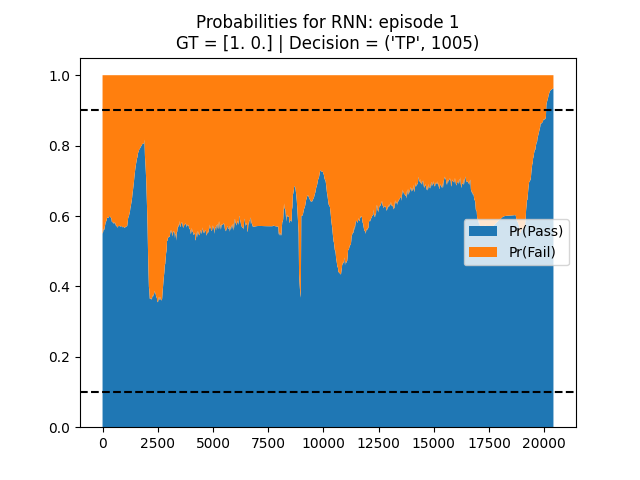 Probabilities for RNN: episode 1
GT = [1. 0.] | Decision = ('TP', 1005)
1.0
0.8
0.6
0.4
0.2
0.0
Pr(Pass)
Pr(Fail)
0 2500 5000 7500 10000 12500 15000 17500 20000